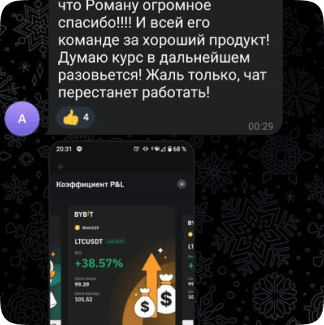 что Роману огромное
спасибо!!!! И всей его
команде за хороший продукт!
Думаю курс в дальнейшем
разовьется! Жаль только, чат
перестанет работать!
👍 4
00:29
А
20:31
68 %
Коэффициент P&L
BYBIT
LTCUSDT
+38.57%
99.39
101.52